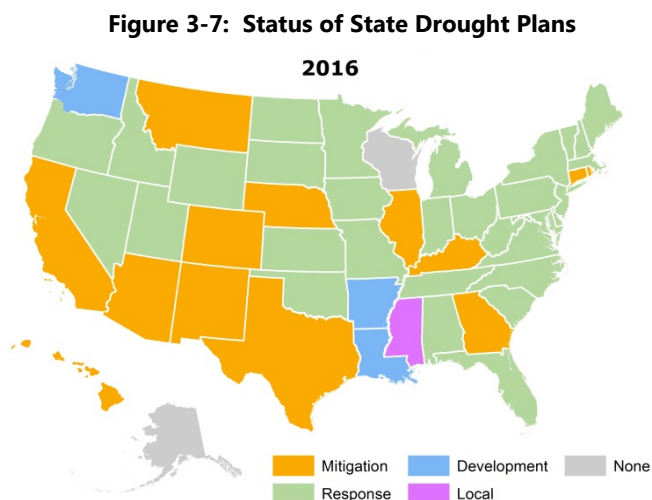 Figure 3-7: Status of State Drought Plans
2016
Mitigation
Development
None
Response
Local